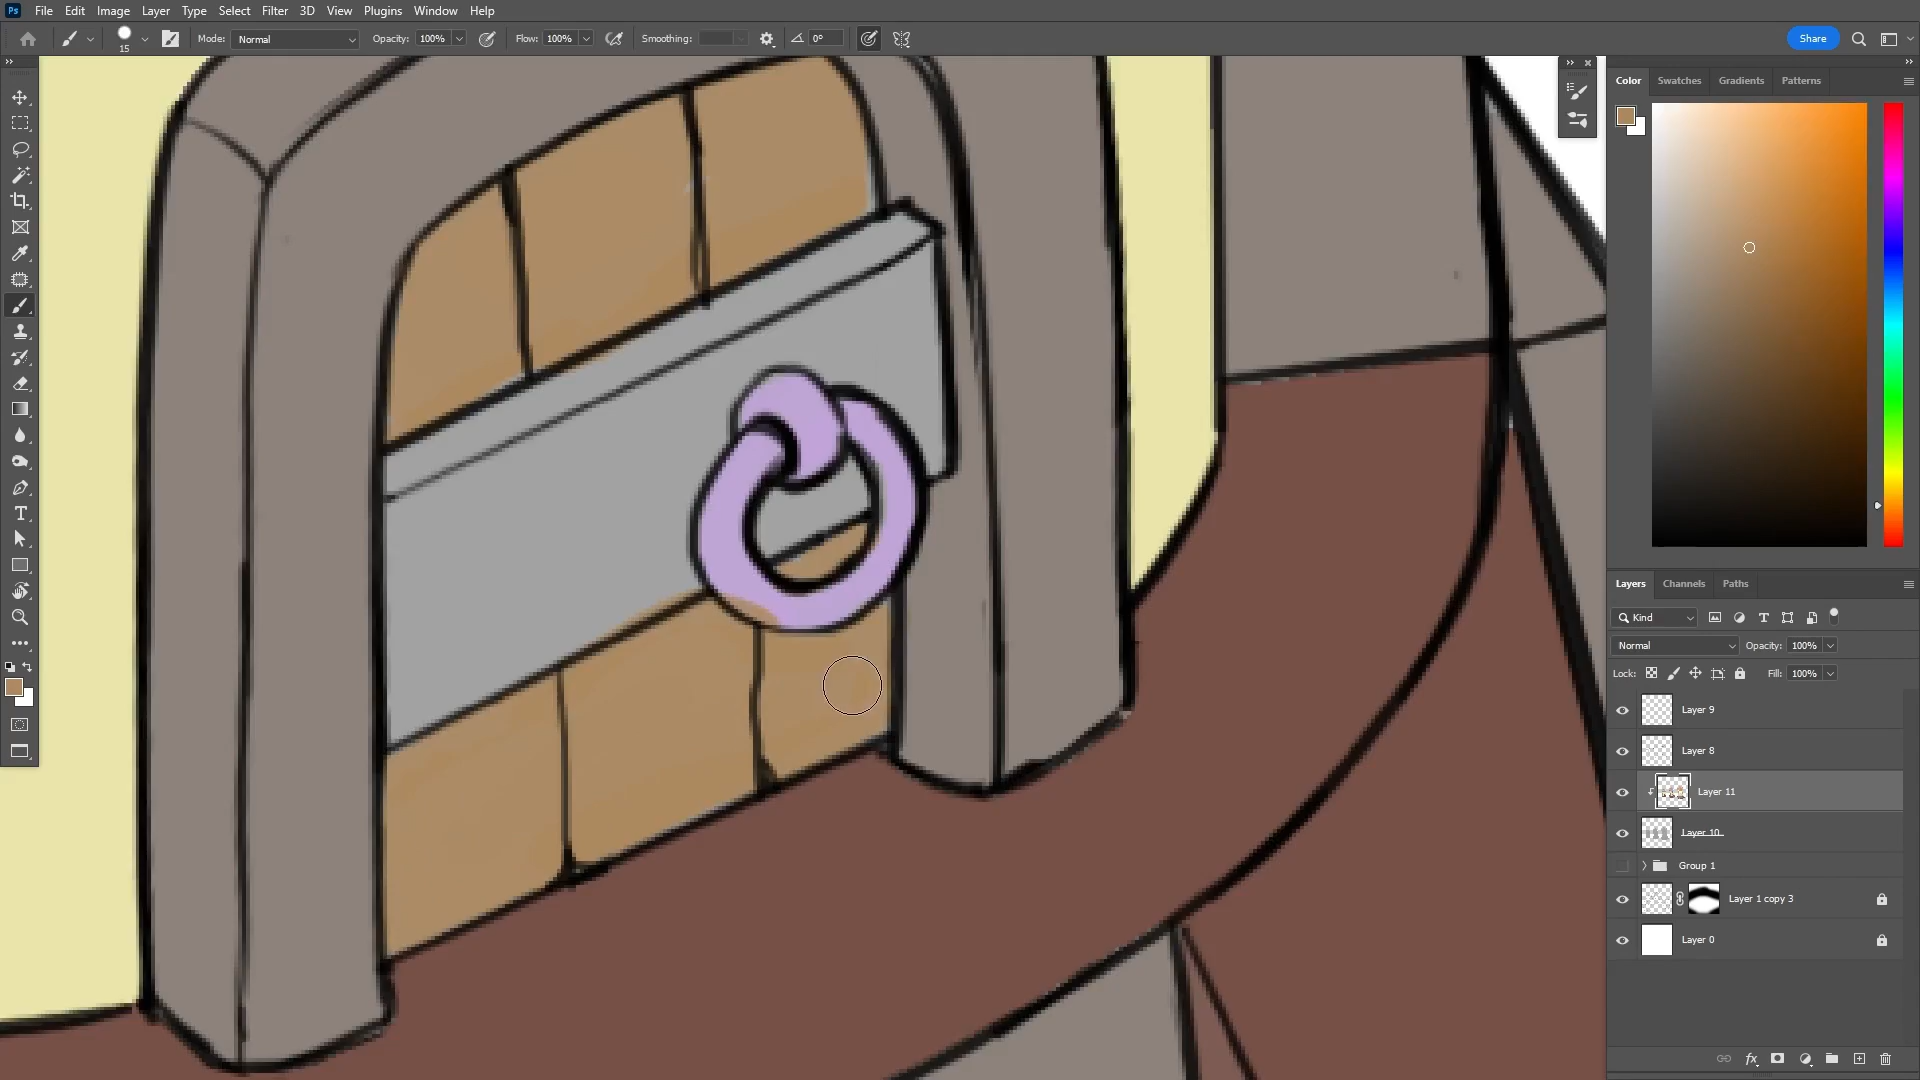 Ps File Edit Image Layer Type Select Filter 3D View Plugins Window Help
15 Mode: Normal Opacity: 100% Flow: 100% Smoothing: 0° Share
Color Swatches Gradients Patterns
Layers Channels Paths
Kind
Normal Opacity: 100%
Lock: Fill: 100%
Layer 9
Layer 8
Layer 11
Layer 10
Group 1
Layer 1 copy 3
Layer 0